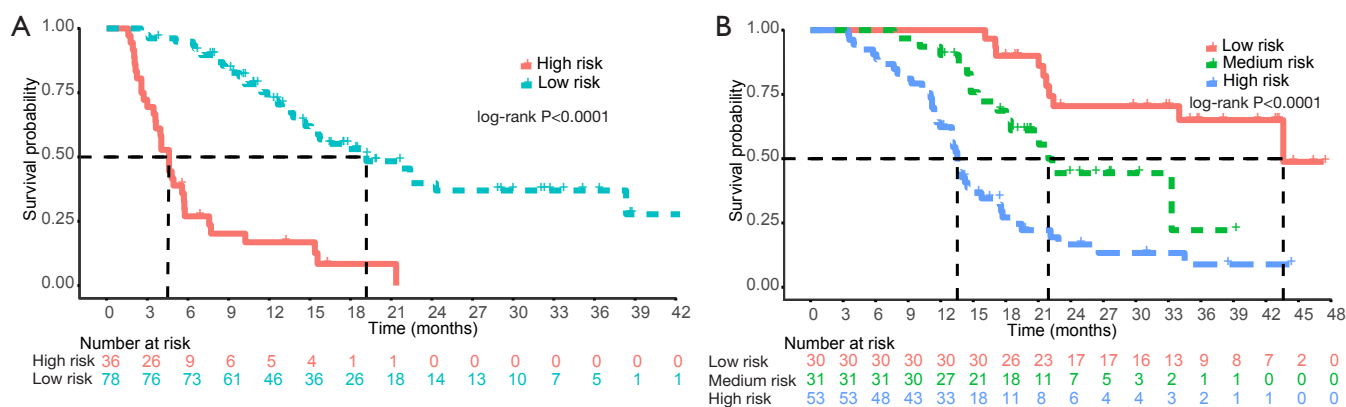 A
1.00
0.75
0.50
0.25
0.00
Survival probability
High risk
Low risk
log-rank P<0.0001
0 3 6 9 12 15 18 21 24 27 30 33 36 39 42
Time (months)
Number at risk
High risk 36 26 9 6 5 4 1 1 0 0 0 0 0 0 0
Low risk 78 76 73 61 46 36 26 18 14 13 10 7 5 1 1
B
1.00
0.75
0.50
0.25
0.00
Survival probability
Low risk
Medium risk
High risk
log-rank P<0.0001
0 3 6 9 12 15 18 21 24 27 30 33 36 39 42 45 48
Time (months)
Number at risk
Low risk 30 30 30 30 30 30 26 23 17 17 16 13 9 8 7 2 0
Medium risk 31 31 31 30 27 21 18 11 7 5 3 2 1 1 0 0 0
High risk 53 53 48 43 33 18 11 8 6 4 4 3 2 1 1 0 0